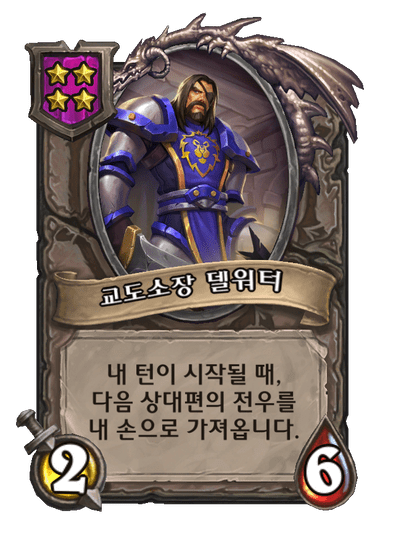 교도소장 델워터
내 턴이 시작될 때,
다음 상대편의 전우를
내 손으로 가져옵니다.
2
6